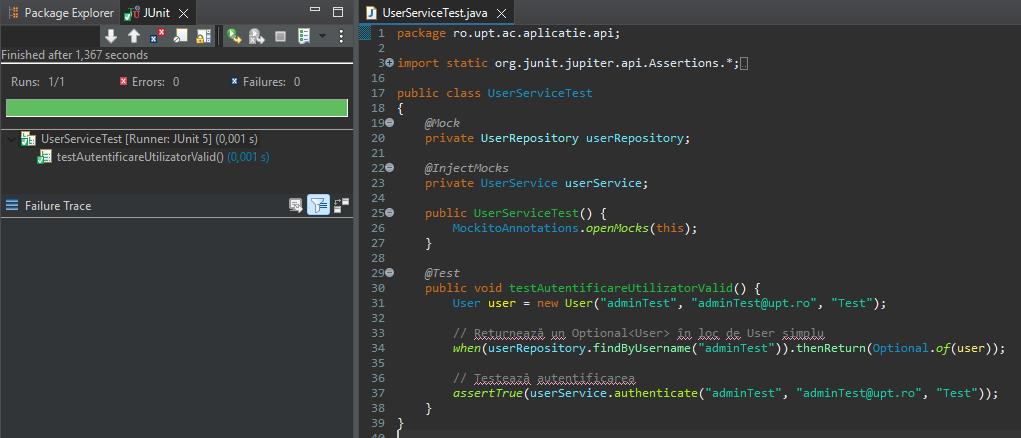 Package Explorer JUnit
Finished after 1,367 seconds
Runs: 1/1 Errors: 0 Failures: 0
UserServiceTest [Runner: JUnit 5] (0,001 s)
testAutentificareUtilizatorValid() (0,001 s)
Failure Trace
UserServiceTest.java
1 package ro.upt.ac.aplicatie.api;
2
3 import static org.junit.jupiter.api.Assertions.*;
16
17 public class UserServiceTest
18 {
19 @Mock
20 private UserRepository userRepository;
21
22 @InjectMocks
23 private UserService userService;
24
25 public UserServiceTest() {
26 MockitoAnnotations.openMocks(this);
27 }
28
29 @Test
30 public void testAutentificareUtilizatorValid() {
31 User user = new User("adminTest", "adminTest@upt.ro", "Test");
32
33 // Returnează un Optional<User> în loc de User simplu
34 when(userRepository.findByUsername("adminTest")).thenReturn(Optional.of(user));
35
36 // Testează autentificarea
37 assertTrue(userService.authenticate("adminTest", "adminTest@upt.ro", "Test"));
38 }
39 }
40